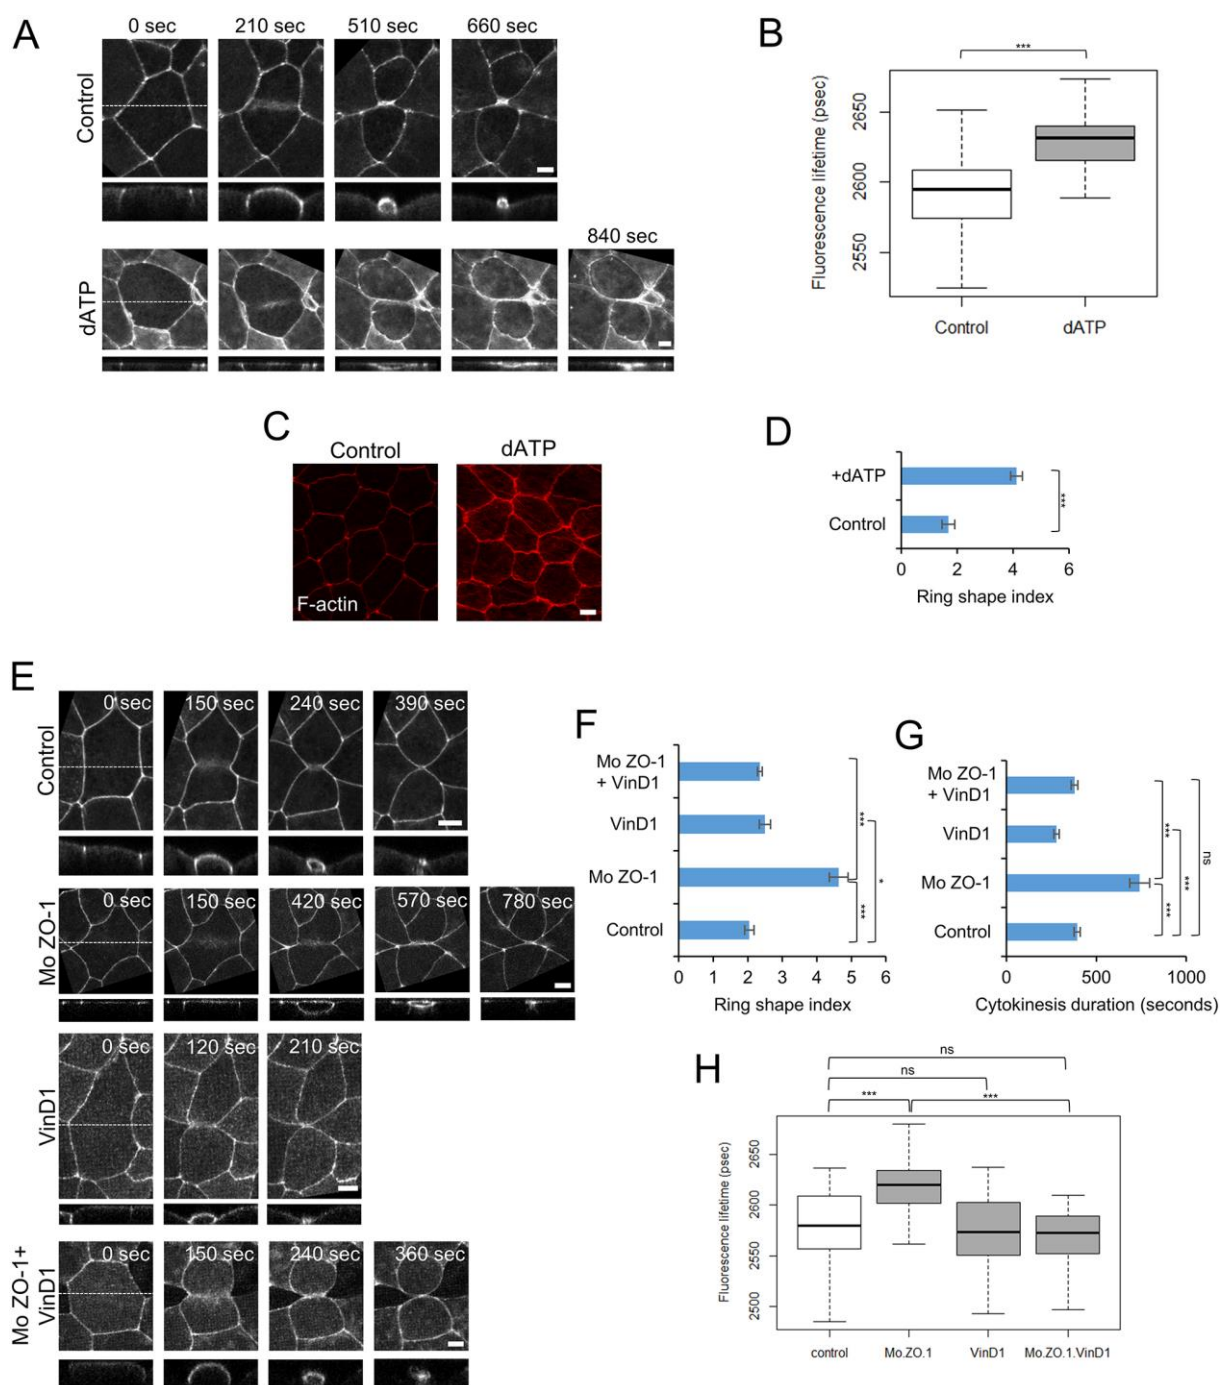 A
0 sec 210 sec 510 sec 660 sec
Control
840 sec
dATP
B
***
Fluorescence lifetime (psec)
2650
2600
2550
Control dATP
C
Control dATP
F-actin
D
+dATP
Control
***
0 2 4 6
Ring shape index
E
Control
0 sec 150 sec 240 sec 390 sec
Mo ZO-1
0 sec 150 sec 420 sec 570 sec 780 sec
VinD1
0 sec 120 sec 210 sec
Mo ZO-1+
VinD1
0 sec 150 sec 240 sec 360 sec
F
Mo ZO-1
+ VinD1
VinD1
Mo ZO-1
Control
***
*
***
0 1 2 3 4 5 6
Ring shape index
G
Mo ZO-1
+ VinD1
VinD1
Mo ZO-1
Control
***
***
***
ns
0 500 1000
Cytokinesis duration (seconds)
H
ns
ns
*** ***
Fluorescence lifetime (psec)
2650
2600
2550
2500
control Mo.ZO.1 VinD1 Mo.ZO.1.VinD1